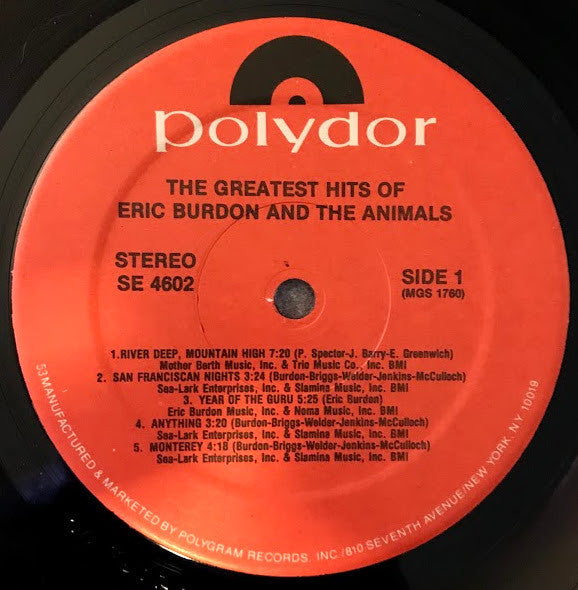 polydor
THE GREATEST HITS OF
ERIC BURDON AND THE ANIMALS
STEREO
SE 4602
SIDE 1
(MGS 1760)
1.RIVER DEEP, MOUNTAIN HIGH 7:20 (P. Spector-J. Barry-E. Greenwich)
Mother Berth Music, Inc. & Trio Music Co., Inc. BMI
2. SAN FRANCISCAN NIGHTS 3:24 (Burdon-Briggs-Weider-Jenkins-McCulloch)
Sea-Lark Enterprises, Inc. & Slamina Music, Inc. BMI
3. YEAR OF THE GURU 5:25 (Eric Burdon)
Eric Burdon Music, Inc. & Noma Music, Inc. BMI
4. ANYTHING 3:20 (Burdon-Briggs-Welder-Jenkins-McCulloch)
Sea-Lark Enterprises, Inc. & Slamina Music, Inc. BMI
5. MONTEREY 4:18 (Burdon-Briggs-Welder-Jenkins-McCulloch)
Sea-Lark Enterprises, Inc. & Slamina Music, Inc. BMI
53 MANUFACTURED & MARKETED BY POLYGRAM RECORDS, INC./810 SEVENTH AVENUE/NEW YORK, NY 10019